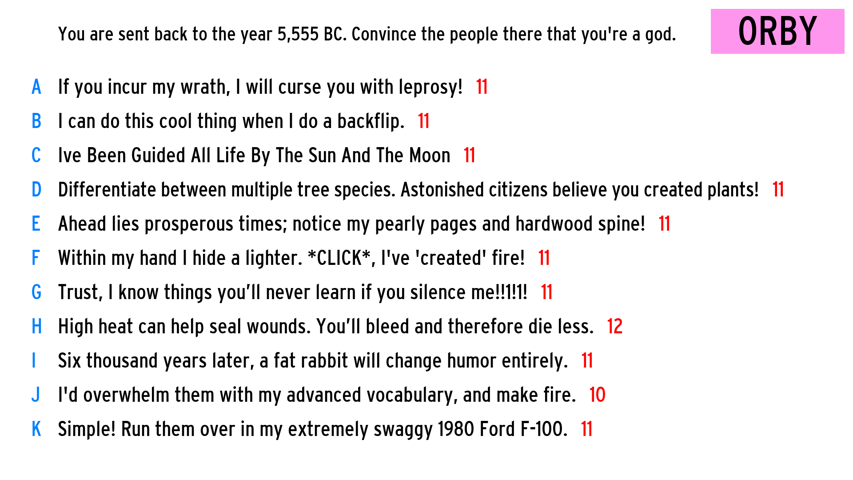 You are sent back to the year 5,555 BC. Convince the people there that you're a god.
ORBY
A If you incur my wrath, I will curse you with leprosy! 11
B I can do this cool thing when I do a backflip. 11
C Ive Been Guided All Life By The Sun And The Moon 11
D Differentiate between multiple tree species. Astonished citizens believe you created plants! 11
E Ahead lies prosperous times; notice my pearly pages and hardwood spine! 11
F Within my hand I hide a lighter. *CLICK*, I've 'created' fire! 11
G Trust, I know things you’ll never learn if you silence me!!1!1! 11
H High heat can help seal wounds. You’ll bleed and therefore die less. 12
I Six thousand years later, a fat rabbit will change humor entirely. 11
J I'd overwhelm them with my advanced vocabulary, and make fire. 10
K Simple! Run them over in my extremely swaggy 1980 Ford F-100. 11